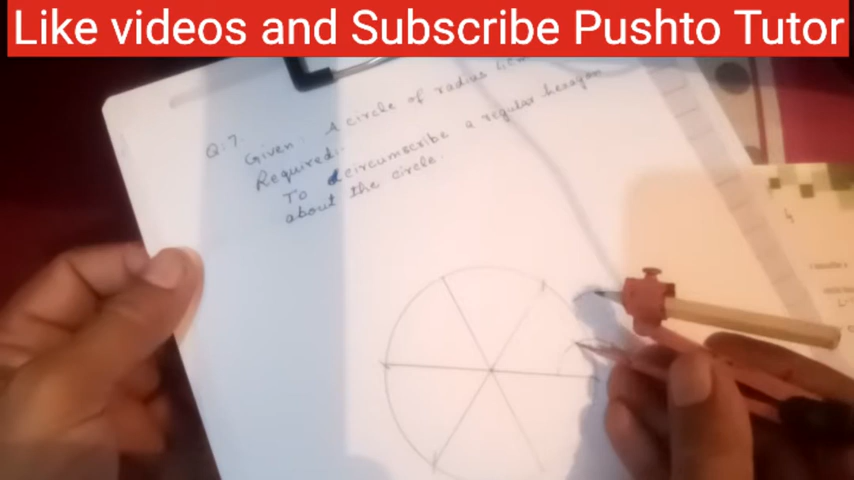 Like videos and Subscribe Pushto Tutor
Q:7.
Given: A circle of radius 4cm
Required:
To circumscribe a regular hexagon
about the circle.